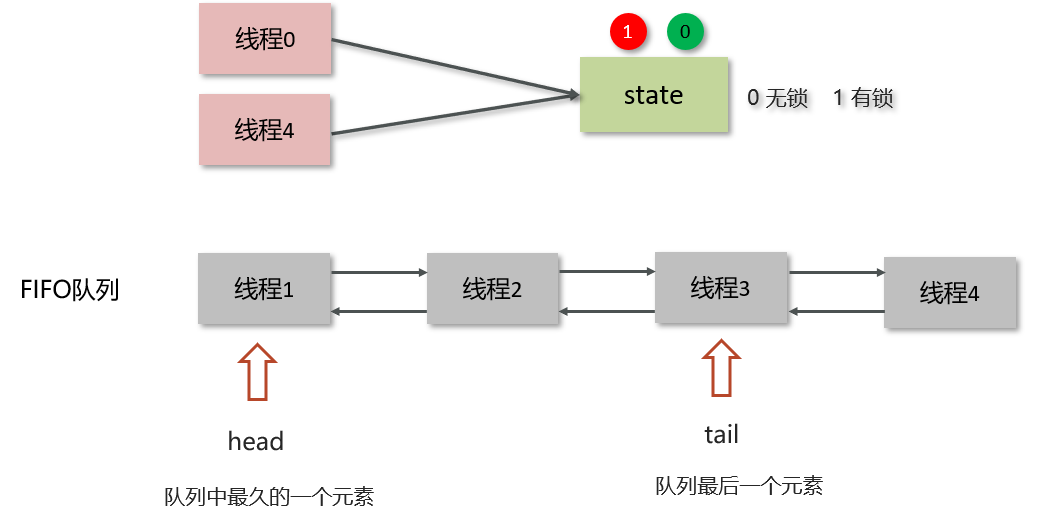 线程0
线程4
1 0
state
0 无锁 1 有锁
FIFO队列
线程1
线程2
线程3
线程4
head
tail
队列中最久的一个元素
队列最后一个元素